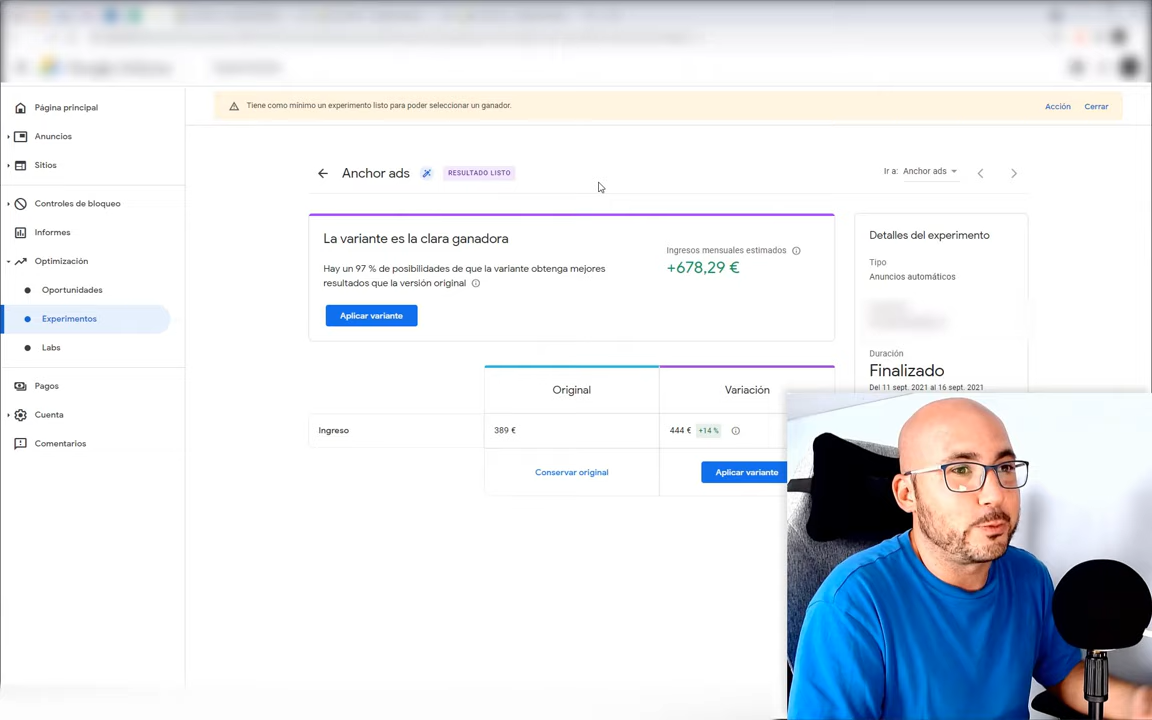 Tiene como mínimo un experimento listo para poder seleccionar un ganador.
Acción
Cerrar
Página principal
Anuncios
Sitios
Controles de bloqueo
Informes
Optimización
Oportunidades
Experimentos
Labs
Pagos
Cuenta
Comentarios
Anchor ads
RESULTADO LISTO
Ir a: Anchor ads
La variante es la clara ganadora
Hay un 97 % de posibilidades de que la variante obtenga mejores
resultados que la versión original
Aplicar variante
Ingresos mensuales estimados
+678,29 €
Original
Variación
Ingreso
389 €
444 € +14 %
Conservar original
Aplicar variante
Detalles del experimento
Tipo
Anuncios automáticos
Duración
Finalizado
Del 11 sept. 2021 al 16 sept. 2021